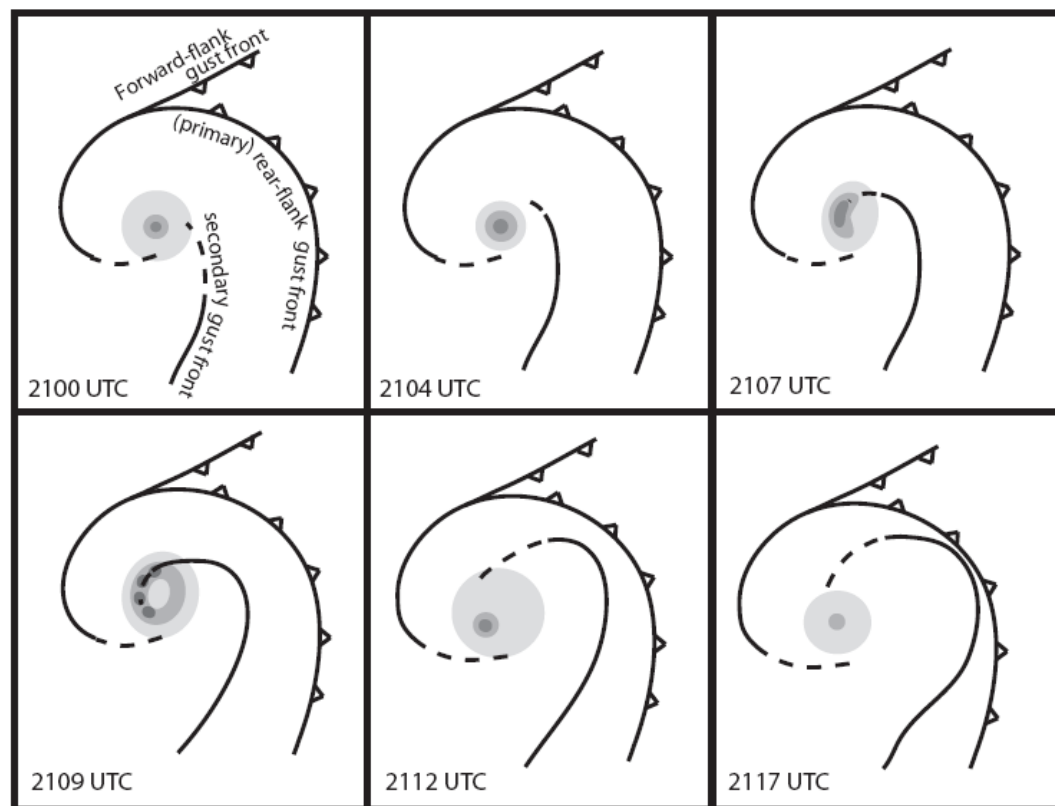 Forward-flank
gust front
(primary) rear-flank gust front
secondary gust front
2100 UTC
2104 UTC
2107 UTC
2109 UTC
2112 UTC
2117 UTC